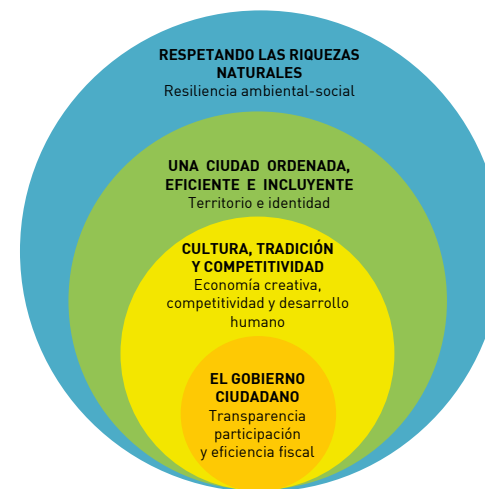 RESPETANDO LAS RIQUEZAS
NATURALES
Resiliencia ambiental-social
UNA CIUDAD ORDENADA,
EFICIENTE E INCLUYENTE
Territorio e identidad
CULTURA, TRADICIÓN
Y COMPETITIVIDAD
Economía creativa,
competitividad y desarrollo
humano
EL GOBIERNO
CIUDADANO
Transparencia
participación
y eficiencia fiscal